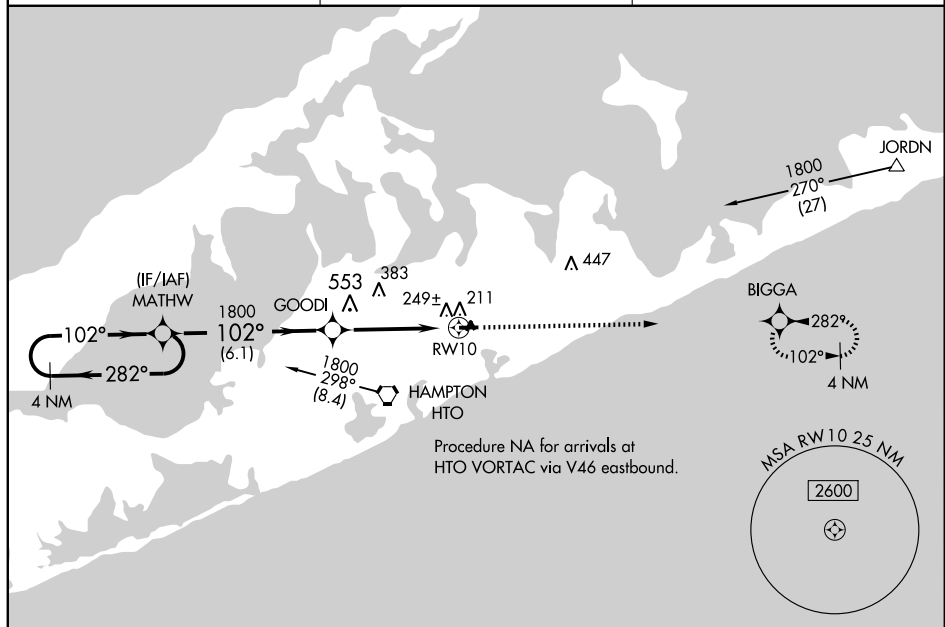 JORDN
1800
270°
(27)
447
(IF/IAF)
MATHW
1800
102°
(6.1)
GOODI
553
383
249±
211
RW10
BIGGA
282°
102°
4 NM
102°
282°
4 NM
1800
298°
(8.4)
HAMPTON
HTO
Procedure NA for arrivals at
HTO VORTAC via V46 eastbound.
MSA RW10 25 NM
2600